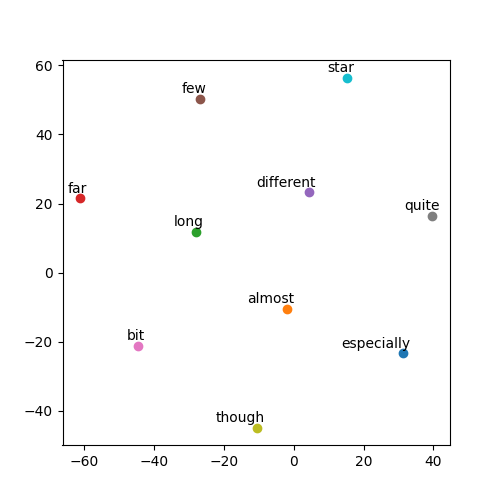 60
star
few
40
different
far
20
quite
long
0
almost
bit
−20
especially
−40
though
−60 −40 −20 0 20 40